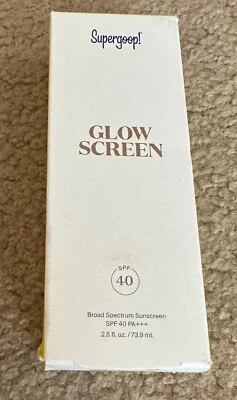 Supergoop!
GLOW
SCREEN
SPF
40
Broad Spectrum Sunscreen
SPF 40 PA+++
2.5 fl. oz. / 73.9 ml.